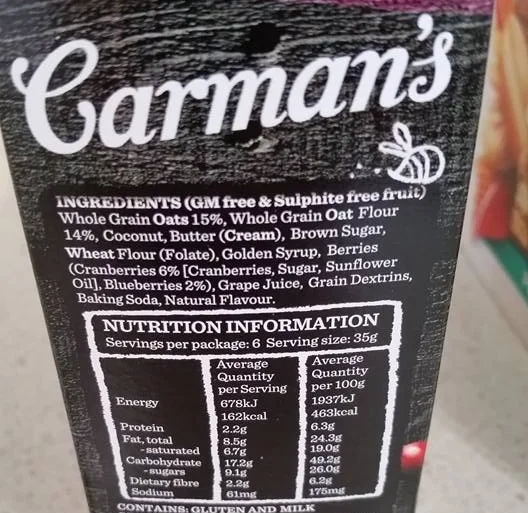 Carman's
INGREDIENTS (GM free & Sulphite free fruit)
Whole Grain Oats 15%, Whole Grain Oat Flour
14%, Coconut, Butter (Cream), Brown Sugar,
Wheat Flour (Folate), Golden Syrup, Berries
(Cranberries 6% [Cranberries, Sugar, Sunflower
Oil], Blueberries 2%), Grape Juice, Grain Dextrins,
Baking Soda, Natural Flavour.
NUTRITION INFORMATION
Servings per package: 6 Serving size: 35g
Average Quantity per Serving Average Quantity per 100g
Energy 678kJ 1937kJ
162kcal 463kcal
Protein 2.2g 6.3g
Fat, total 8.5g 24.3g
-saturated 6.7g 19.0g
Carbohydrate 17.2g 49.2g
-sugars 9.1g 26.0g
Dietary fibre 2.2g 6.2g
Sodium 61mg 175mg
CONTAINS: GLUTEN AND MILK